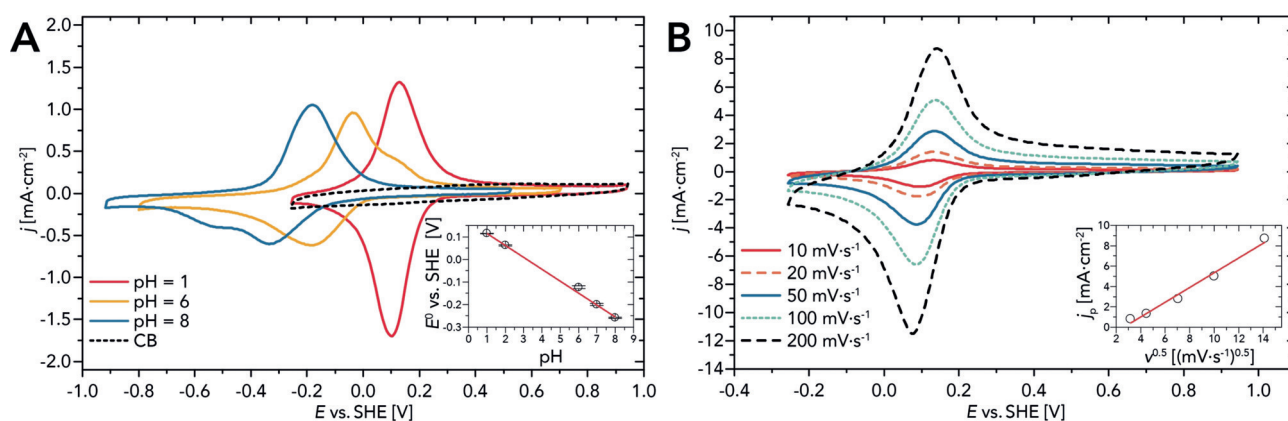 A
2.0
1.5
1.0
0.5
0.0
-0.5
-1.0
-1.5
-2.0
j [mA·cm⁻²]
pH = 1
pH = 6
pH = 8
CB
0.1
0.0
-0.1
-0.2
-0.3
E⁰ vs. SHE [V]
0 1 2 3 4 5 6 7 8 9
pH
-1.0 -0.8 -0.6 -0.4 -0.2 0.0 0.2 0.4 0.6 0.8 1.0
E vs. SHE [V]
B
10
8
6
4
2
0
-2
-4
-6
-8
-10
-12
-14
j [mA·cm⁻²]
10 mV·s⁻¹
20 mV·s⁻¹
50 mV·s⁻¹
100 mV·s⁻¹
200 mV·s⁻¹
10
8
6
4
2
0
jₚ [mA·cm⁻²]
2 4 6 8 10 12 14
v⁰·⁵ [(mV·s⁻¹)⁰·⁵]
-0.4 -0.2 0.0 0.2 0.4 0.6 0.8 1.0
E vs. SHE [V]